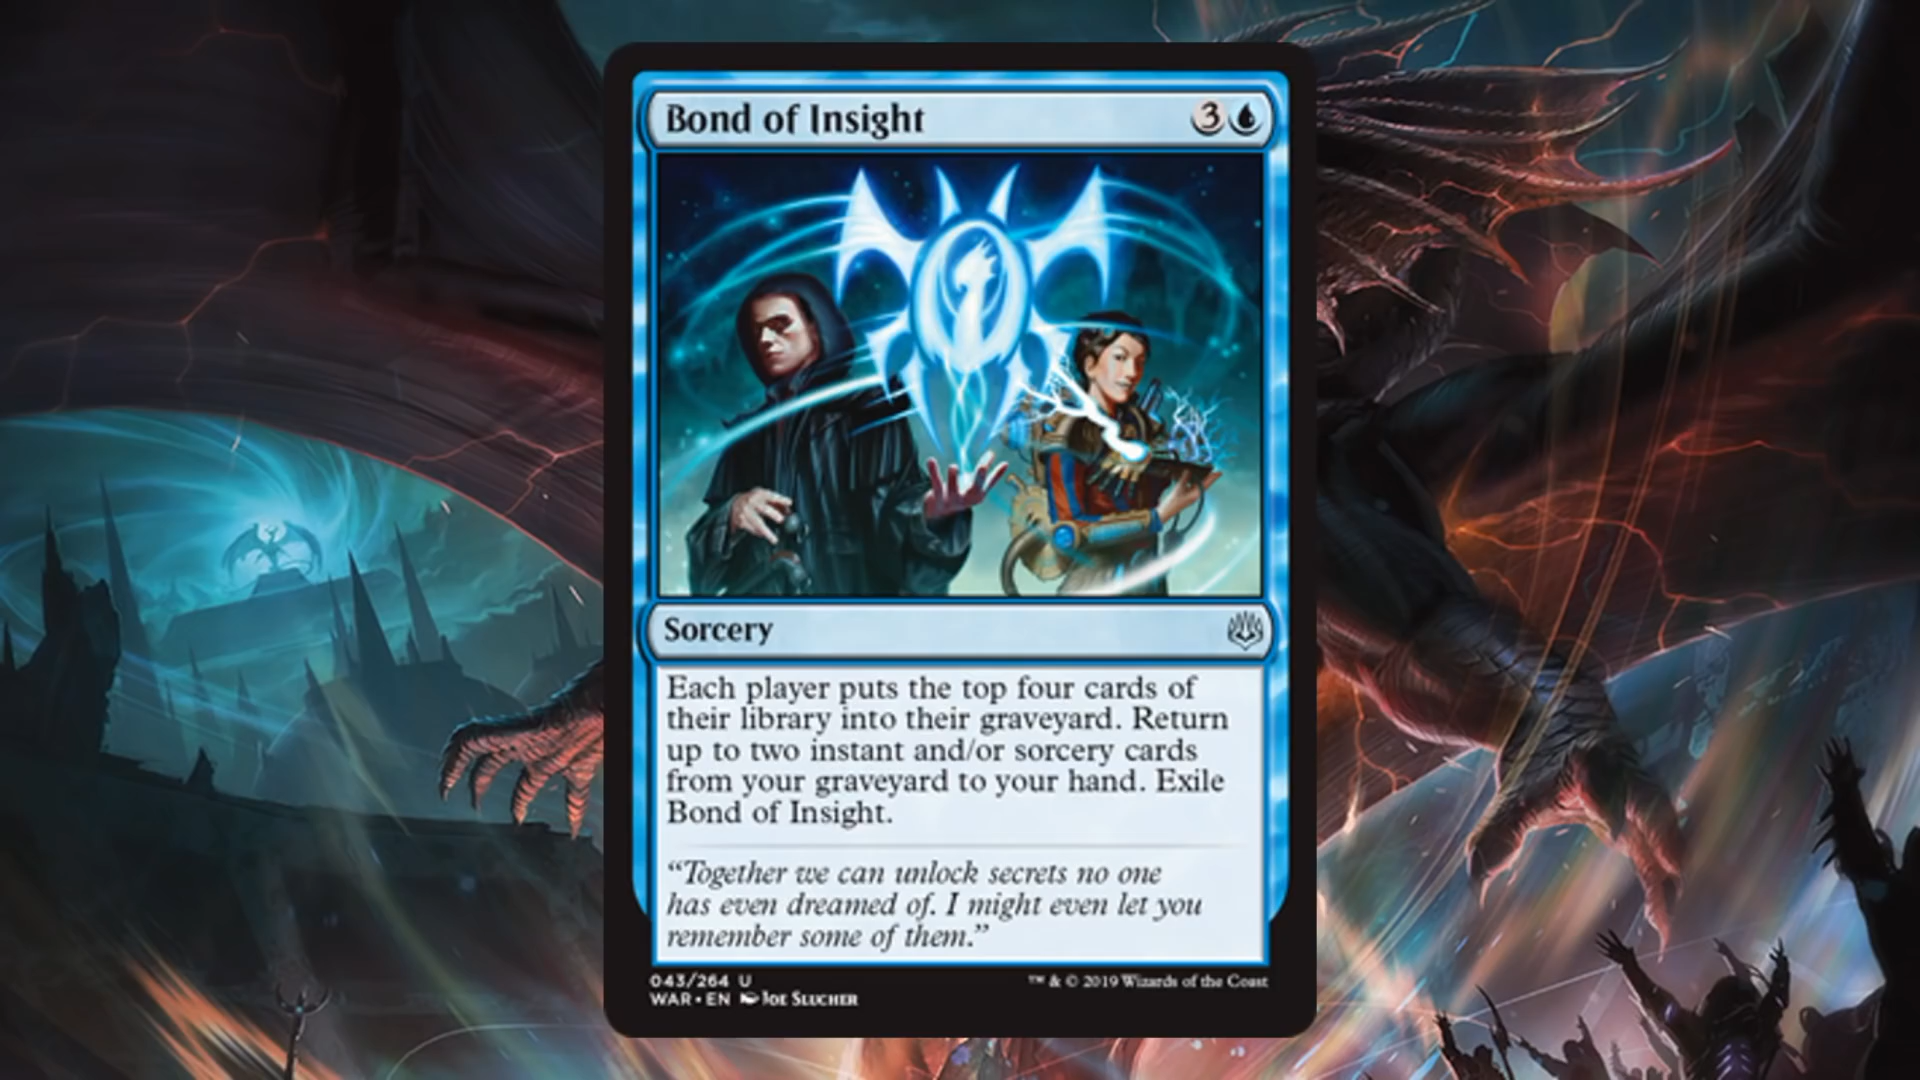 Bond of Insight 3
Sorcery
Each player puts the top four cards of
their library into their graveyard. Return
up to two instant and/or sorcery cards
from your graveyard to your hand. Exile
Bond of Insight.
“Together we can unlock secrets no one
has even dreamed of. I might even let you
remember some of them.”
043/264 U ™ & © 2019 Wizards of the Coast
WAR • EN Joe Slucher